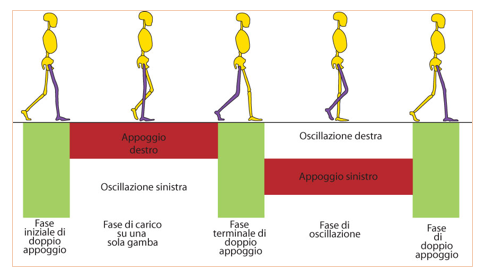 Appoggio
destro
Oscillazione destra
Oscillazione sinistra
Appoggio sinistro
Fase
iniziale di
doppio
appoggio
Fase di carico
su una
sola gamba
Fase
terminale di
doppio
appoggio
Fase di
oscillazione
Fase
di
doppio
appoggio